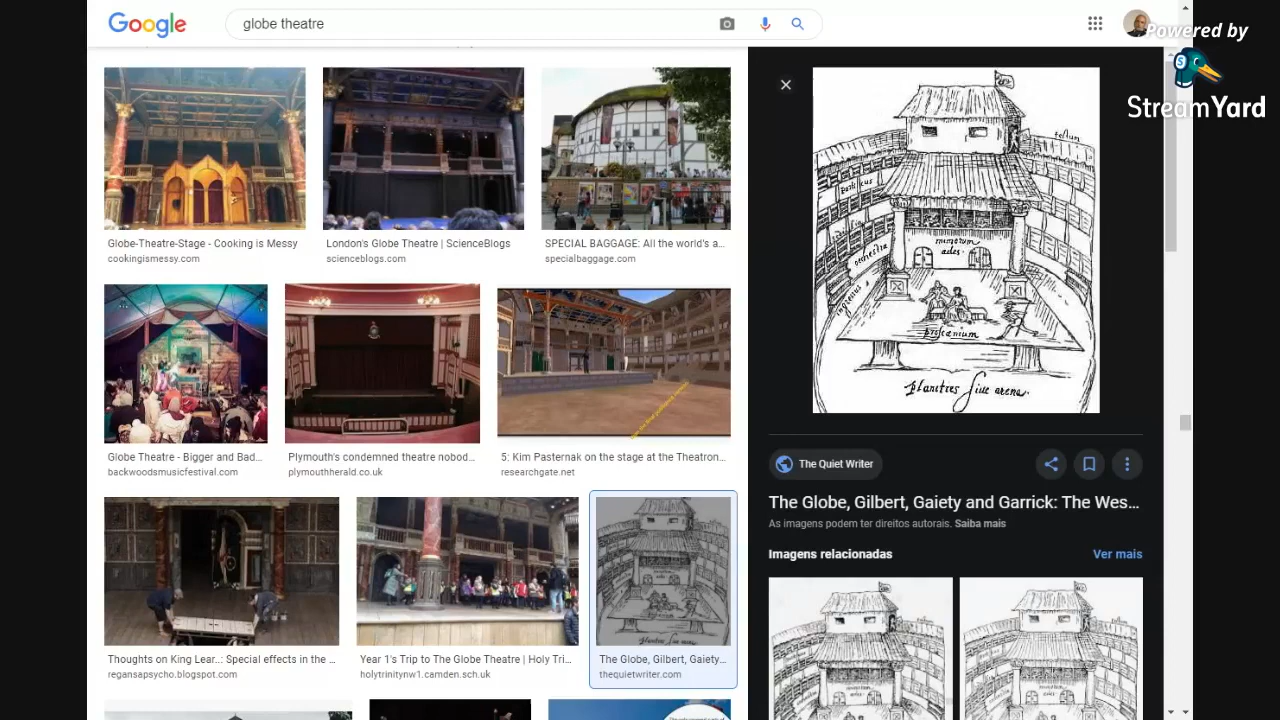 Google
globe theatre
Powered by
StreamYard
Globe-Theatre-Stage - Cooking is Messy
cookingismessy.com
London's Globe Theatre | ScienceBlogs
scienceblogs.com
SPECIAL BAGGAGE: All the world's a...
specialbaggage.com
Globe Theatre - Bigger and Bad...
backwoodsmusicfestival.com
Plymouth's condemned theatre nobod...
plymouthherald.co.uk
5: Kim Pasternak on the stage at the Theatron...
researchgate.net
Thoughts on King Lear...: Special effects in the ...
regansapsycho.blogspot.com
Year 1's Trip to The Globe Theatre | Holy Tri...
holytrinitynw1.camden.sch.uk
The Globe, Gilbert, Gaiety...
thequietwriter.com
tectum
porticus
orchestra
mimorum
ades.
proscænium
planities siue arena.
The Quiet Writer
The Globe, Gilbert, Gaiety and Garrick: The Wes...
As imagens podem ter direitos autorais. Saiba mais
Imagens relacionadas
Ver mais